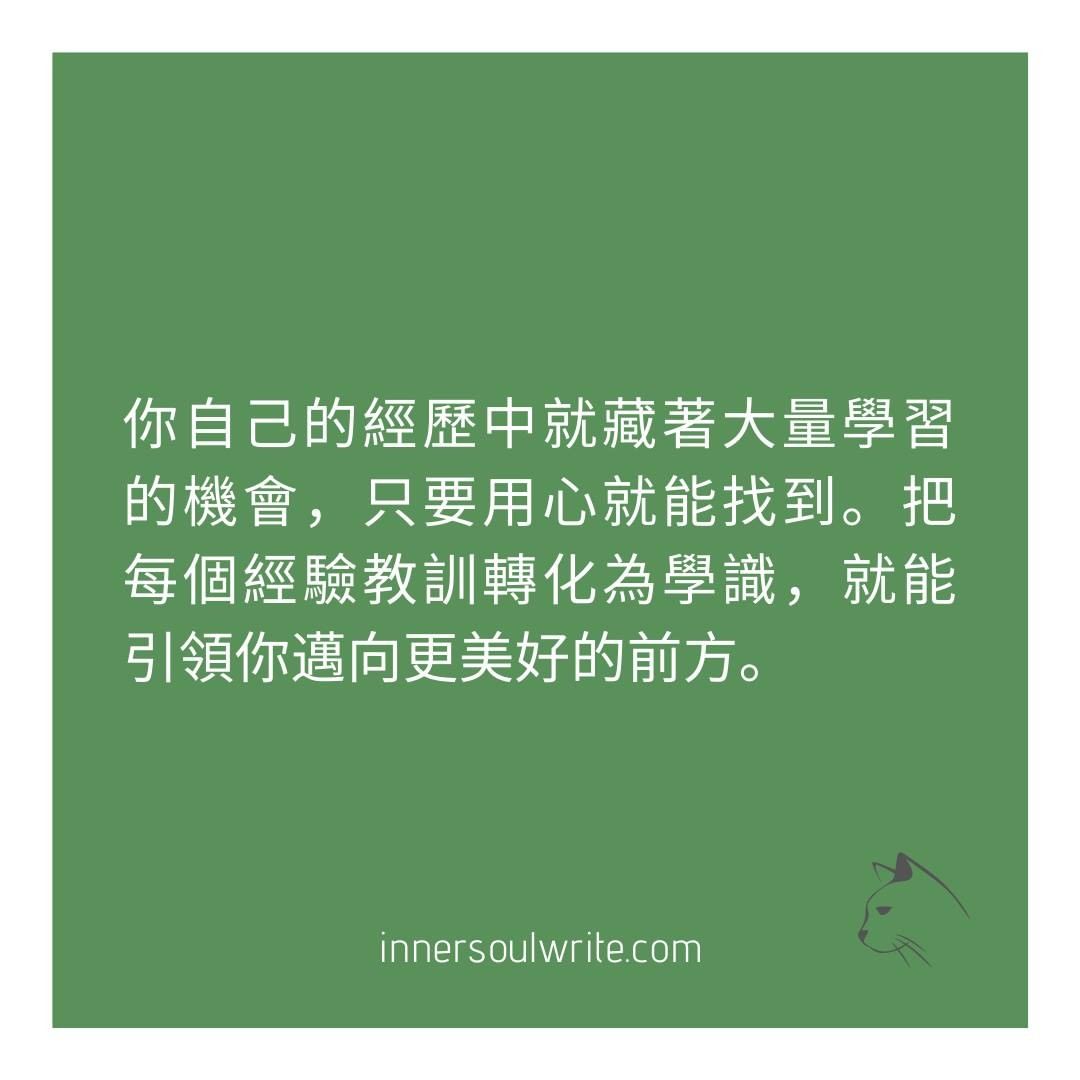 你自己的經歷中就藏著大量學習
的機會，只要用心就能找到。把
每個經驗教訓轉化為學識，就能
引領你邁向更美好的前方。
innersoulwrite.com